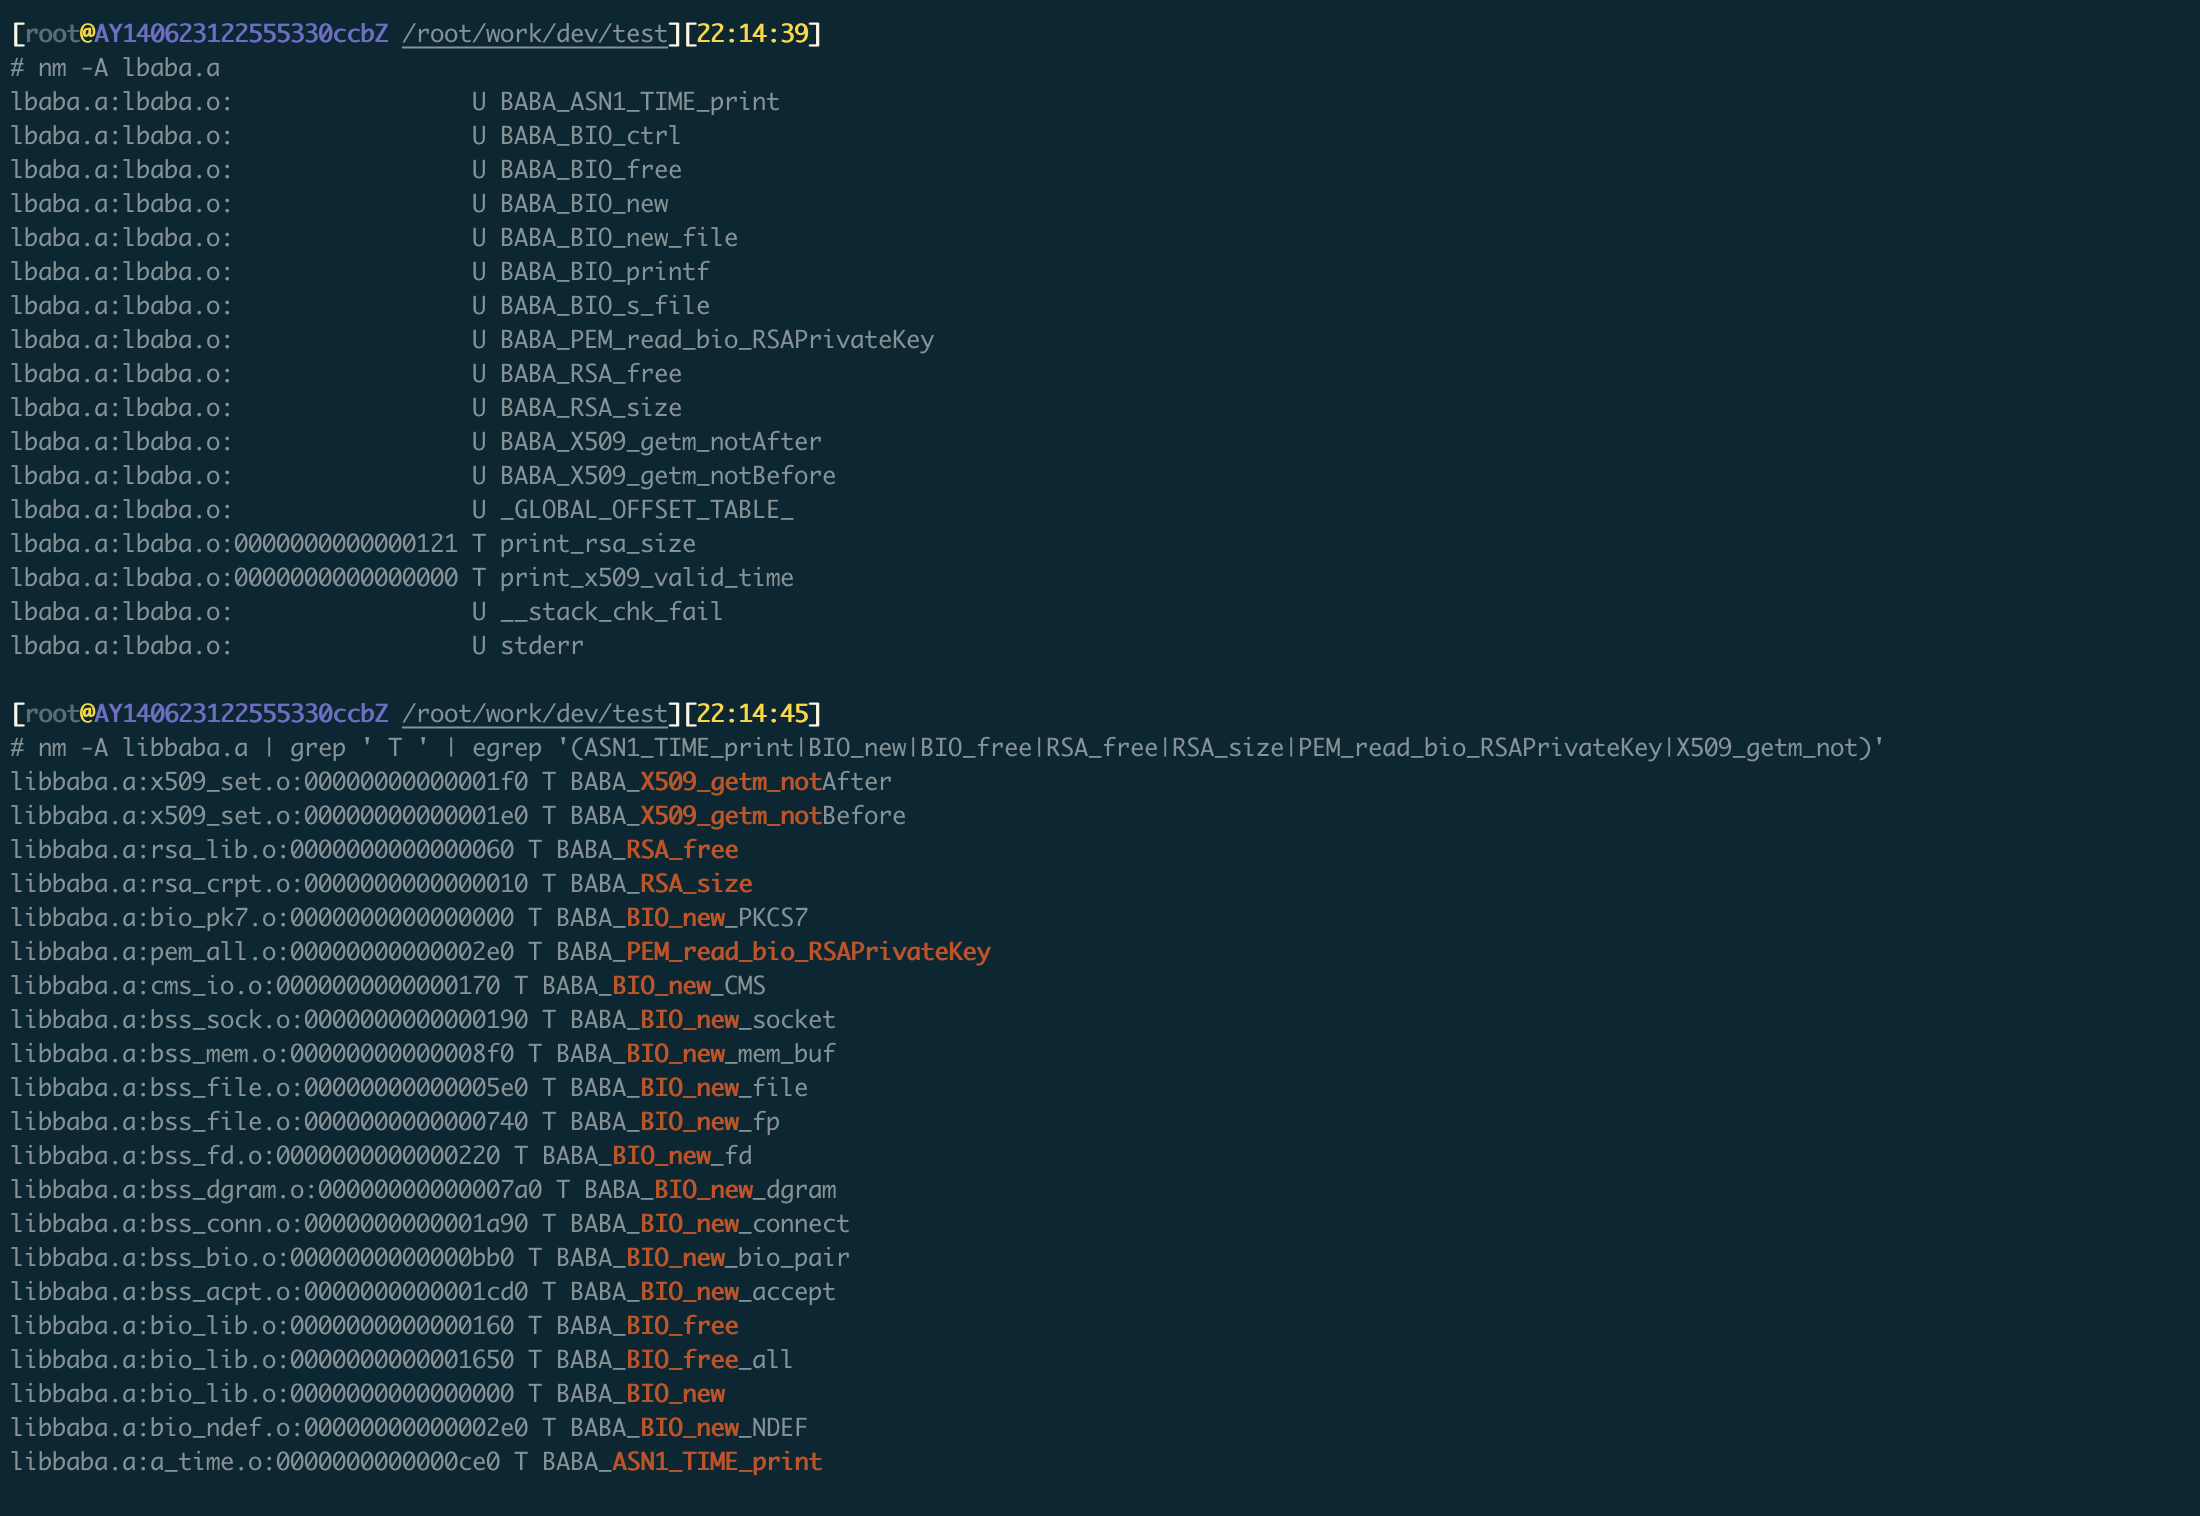 [root@AY140623122555330ccbZ /root/work/dev/test][22:14:39]
# nm -A lbaba.a
lbaba.a:lbaba.o:                 U BABA_ASN1_TIME_print
lbaba.a:lbaba.o:                 U BABA_BIO_ctrl
lbaba.a:lbaba.o:                 U BABA_BIO_free
lbaba.a:lbaba.o:                 U BABA_BIO_new
lbaba.a:lbaba.o:                 U BABA_BIO_new_file
lbaba.a:lbaba.o:                 U BABA_BIO_printf
lbaba.a:lbaba.o:                 U BABA_BIO_s_file
lbaba.a:lbaba.o:                 U BABA_PEM_read_bio_RSAPrivateKey
lbaba.a:lbaba.o:                 U BABA_RSA_free
lbaba.a:lbaba.o:                 U BABA_RSA_size
lbaba.a:lbaba.o:                 U BABA_X509_getm_notAfter
lbaba.a:lbaba.o:                 U BABA_X509_getm_notBefore
lbaba.a:lbaba.o:                 U _GLOBAL_OFFSET_TABLE_
lbaba.a:lbaba.o:0000000000000121 T print_rsa_size
lbaba.a:lbaba.o:0000000000000000 T print_x509_valid_time
lbaba.a:lbaba.o:                 U __stack_chk_fail
lbaba.a:lbaba.o:                 U stderr
[root@AY140623122555330ccbZ /root/work/dev/test][22:14:45]
# nm -A libbaba.a | grep ' T ' | egrep '(ASN1_TIME_print|BIO_new|BIO_free|RSA_free|RSA_size|PEM_read_bio_RSAPrivateKey|X509_getm_not)'
libbaba.a:x509_set.o:00000000000001f0 T BABA_X509_getm_notAfter
libbaba.a:x509_set.o:00000000000001e0 T BABA_X509_getm_notBefore
libbaba.a:rsa_lib.o:0000000000000060 T BABA_RSA_free
libbaba.a:rsa_crpt.o:0000000000000010 T BABA_RSA_size
libbaba.a:bio_pk7.o:0000000000000000 T BABA_BIO_new_PKCS7
libbaba.a:pem_all.o:00000000000002e0 T BABA_PEM_read_bio_RSAPrivateKey
libbaba.a:cms_io.o:0000000000000170 T BABA_BIO_new_CMS
libbaba.a:bss_sock.o:0000000000000190 T BABA_BIO_new_socket
libbaba.a:bss_mem.o:00000000000008f0 T BABA_BIO_new_mem_buf
libbaba.a:bss_file.o:00000000000005e0 T BABA_BIO_new_file
libbaba.a:bss_file.o:0000000000000740 T BABA_BIO_new_fp
libbaba.a:bss_fd.o:0000000000000220 T BABA_BIO_new_fd
libbaba.a:bss_dgram.o:00000000000007a0 T BABA_BIO_new_dgram
libbaba.a:bss_conn.o:0000000000001a90 T BABA_BIO_new_connect
libbaba.a:bss_bio.o:0000000000000bb0 T BABA_BIO_new_bio_pair
libbaba.a:bss_acpt.o:0000000000001cd0 T BABA_BIO_new_accept
libbaba.a:bio_lib.o:0000000000000160 T BABA_BIO_free
libbaba.a:bio_lib.o:0000000000001650 T BABA_BIO_free_all
libbaba.a:bio_lib.o:0000000000000000 T BABA_BIO_new
libbaba.a:bio_ndef.o:00000000000002e0 T BABA_BIO_new_NDEF
libbaba.a:a_time.o:0000000000000ce0 T BABA_ASN1_TIME_print